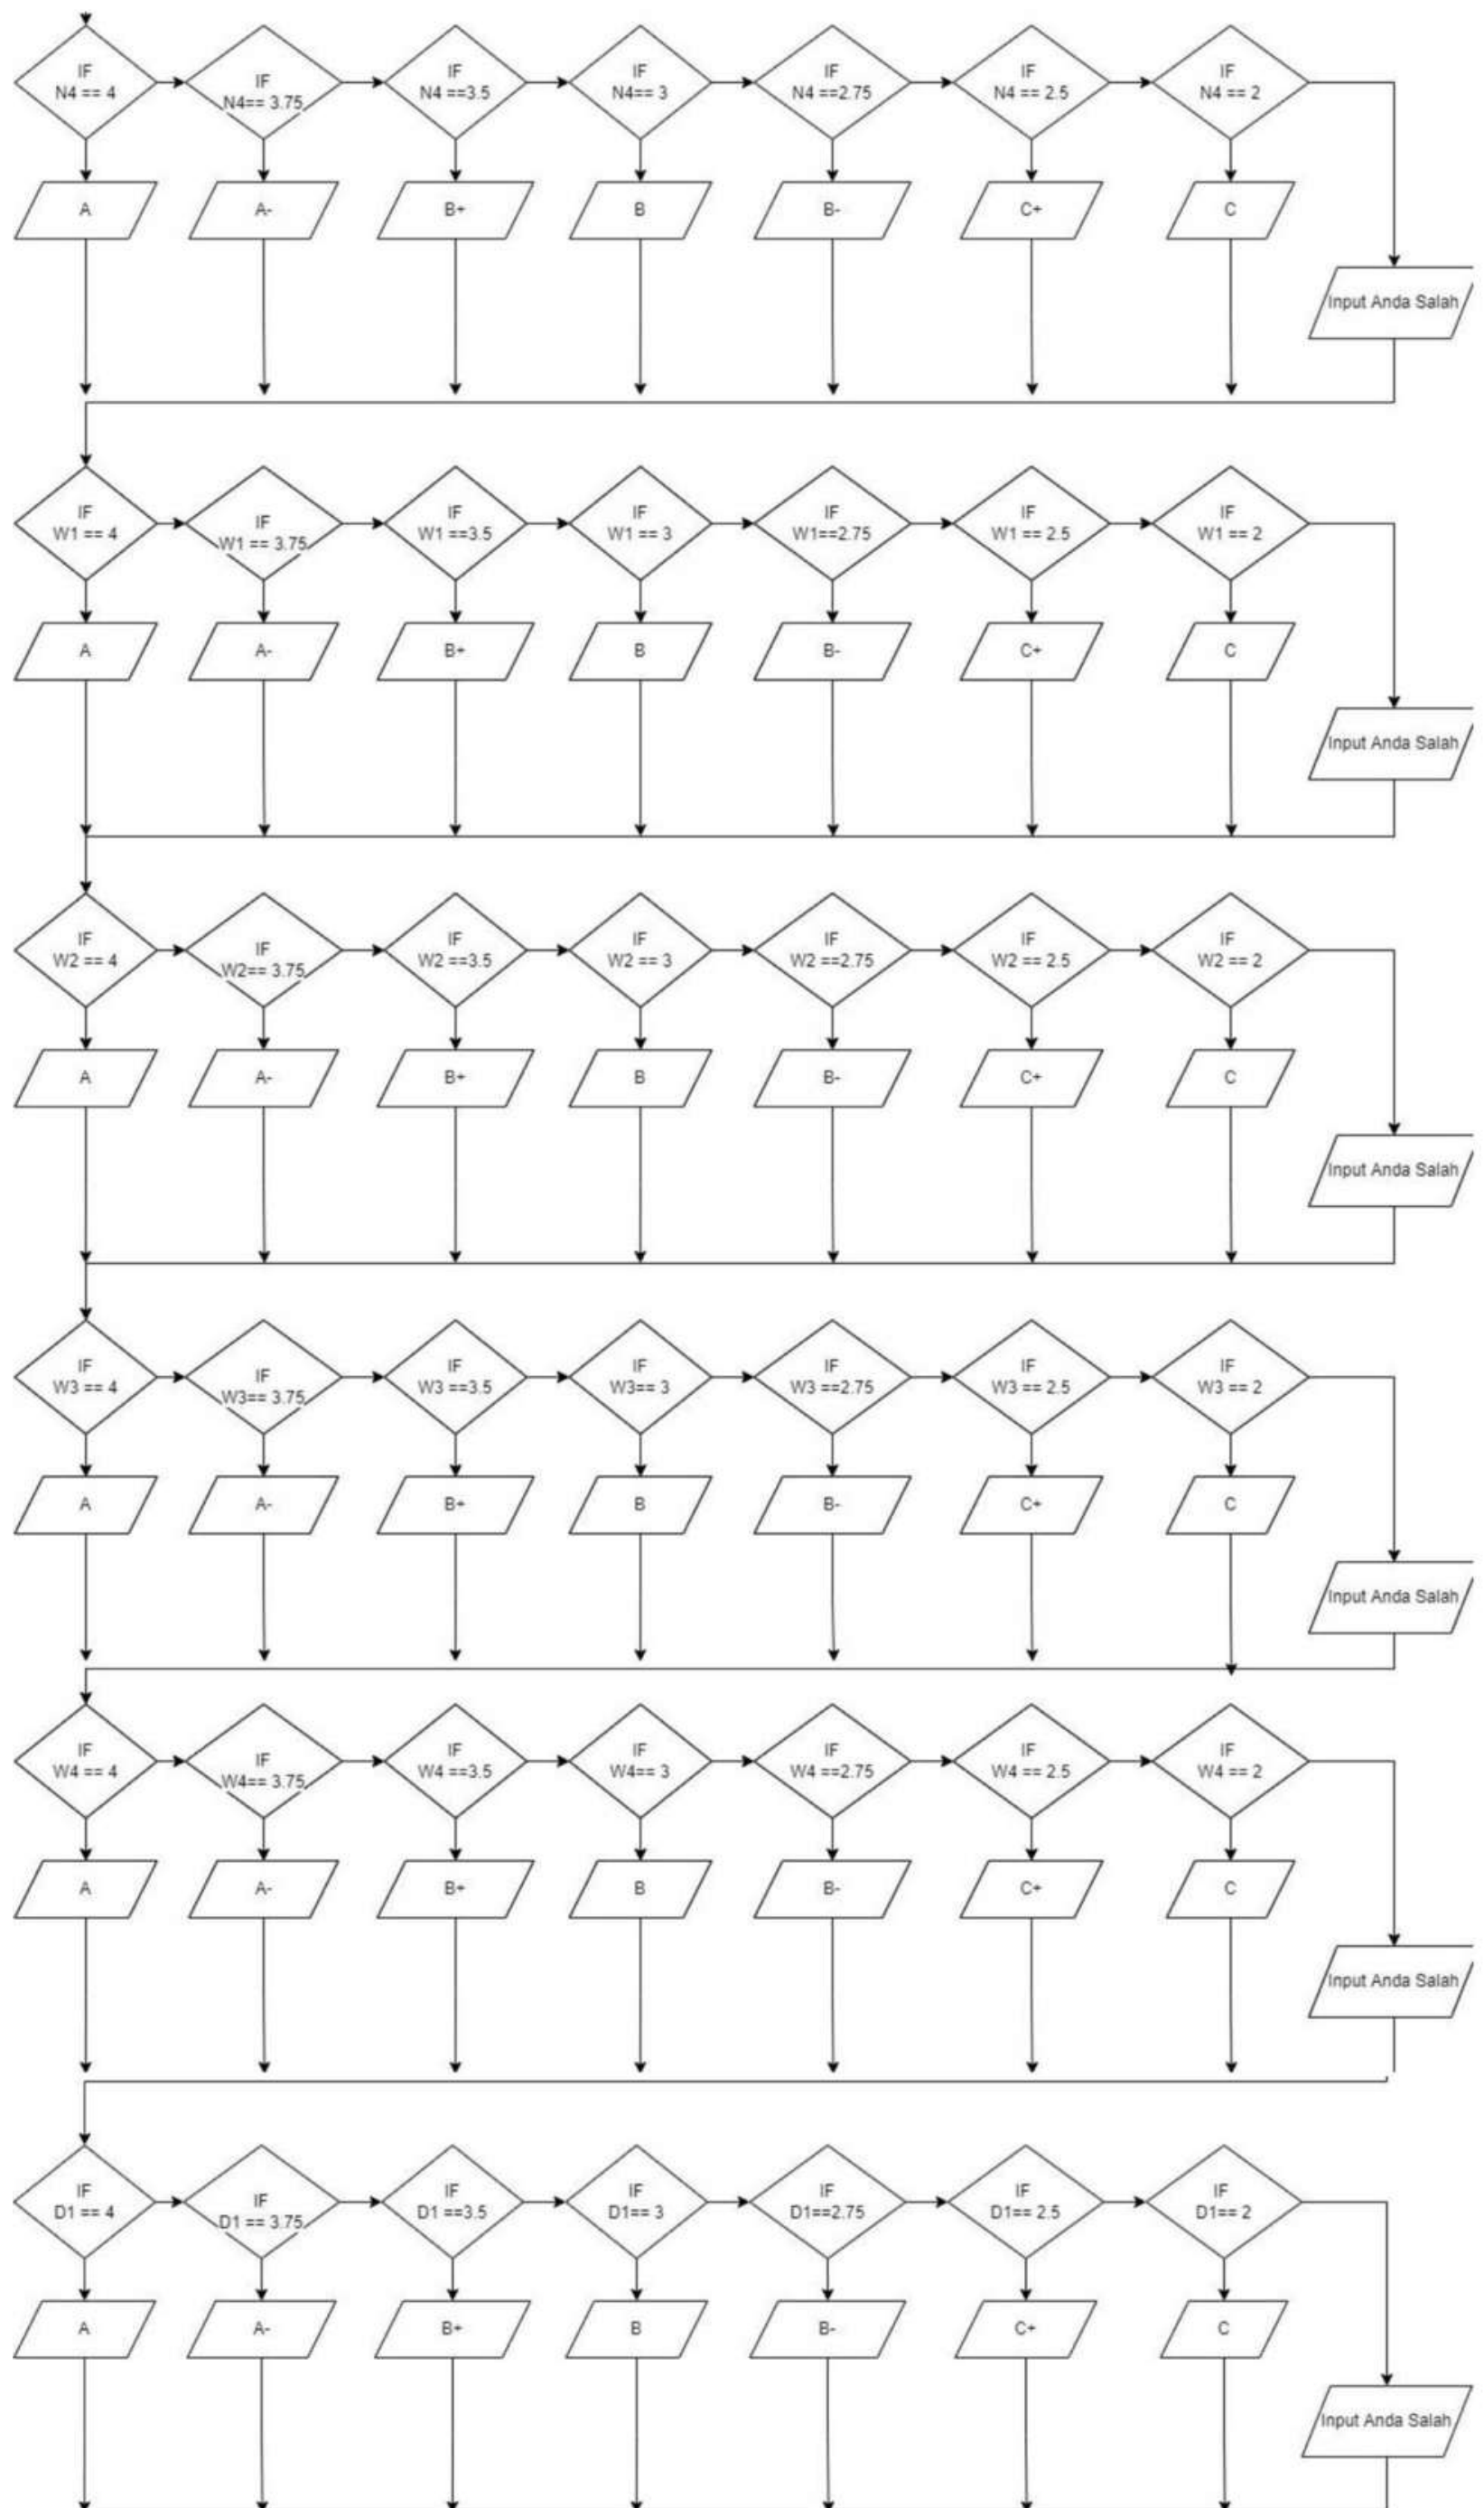 IF
N4 == 4
IF
N4== 3.75
IF
N4 ==3.5
IF
N4== 3
IF
N4 ==2.75
IF
N4 == 2.5
IF
N4 == 2
A
A-
B+
B
B-
C+
C
Input Anda Salah
IF
W1 == 4
IF
W1 == 3.75
IF
W1 ==3.5
IF
W1 == 3
IF
W1==2.75
IF
W1 == 2.5
IF
W1 == 2
A
A-
B+
B
B-
C+
C
Input Anda Salah
IF
W2 == 4
IF
W2== 3.75
IF
W2 ==3.5
IF
W2 == 3
IF
W2 ==2.75
IF
W2 == 2.5
IF
W2 == 2
A
A-
B+
B
B-
C+
C
Input Anda Salah
IF
W3 == 4
IF
W3== 3.75
IF
W3 ==3.5
IF
W3== 3
IF
W3 ==2.75
IF
W3 == 2.5
IF
W3 == 2
A
A-
B+
B
B-
C+
C
Input Anda Salah
IF
W4 == 4
IF
W4== 3.75
IF
W4 ==3.5
IF
W4== 3
IF
W4 ==2.75
IF
W4 == 2.5
IF
W4 == 2
A
A-
B+
B
B-
C+
C
Input Anda Salah
IF
D1 == 4
IF
D1 == 3.75
IF
D1 ==3.5
IF
D1== 3
IF
D1==2.75
IF
D1== 2.5
IF
D1== 2
A
A-
B+
B
B-
C+
C
Input Anda Salah